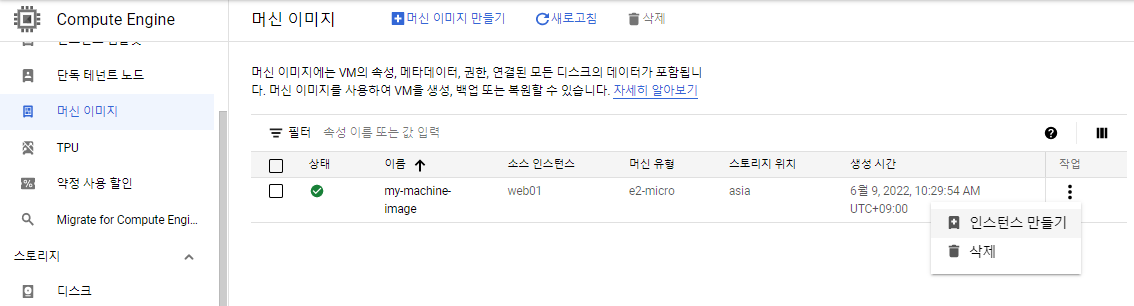 Compute Engine
머신 이미지
머신 이미지 만들기
새로고침
삭제
단독 테넌트 노드
머신 이미지
TPU
약정 사용 할인
Migrate for Compute Engi...
스토리지
디스크
머신 이미지에는 VM의 속성, 메타데이터, 권한, 연결된 모든 디스크의 데이터가 포함됩니
다. 머신 이미지를 사용하여 VM을 생성, 백업 또는 복원할 수 있습니다. 자세히 알아보기
필터 속성 이름 또는 값 입력
상태 이름 소스 인스턴스 머신 유형 스토리지 위치 생성 시간 작업
my-machine- web01 e2-micro asia 6월 9, 2022, 10:29:54 AM
image UTC+09:00
인스턴스 만들기
삭제